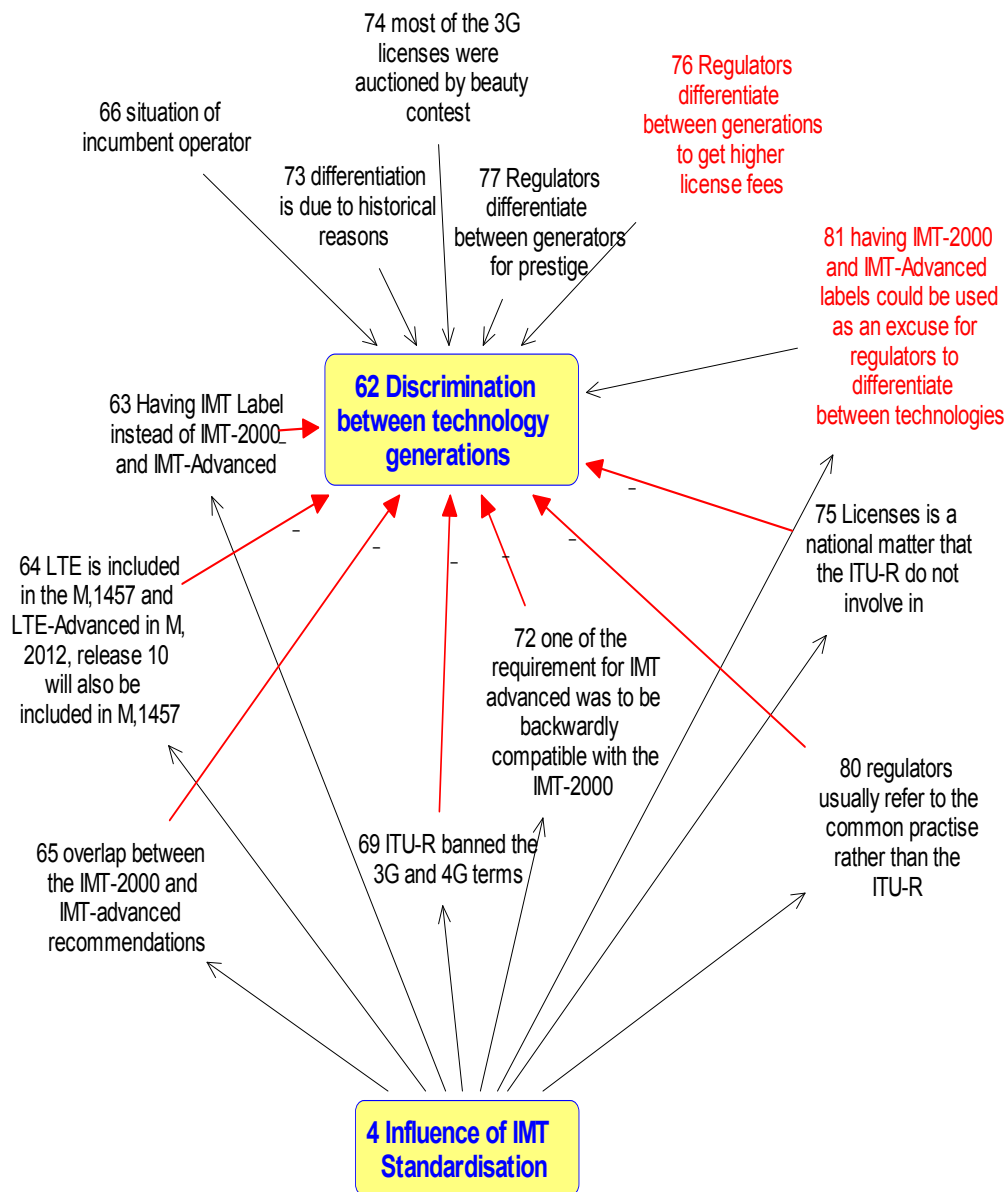 74 most of the 3G
licenses were
auctioned by beauty
contest
76 Regulators
differentiate
between generations
to get higher
license fees
66 situation of
incumbent operator
73 differentiation
is due to historical
reasons
77 Regulators
differentiate
between generators
for prestige
81 having IMT-2000
and IMT-Advanced
labels could be used
as an excuse for
regulators to
differentiate
between technologies
62 Discrimination
between technology
generations
63 Having IMT Label
instead of IMT-2000
and IMT-Advanced
-
-
-
-
-
-
-
64 LTE is included
in the M,1457 and
LTE-Advanced in M,
2012, release 10
will also be
included in M,1457
75 Licenses is a
national matter that
the ITU-R do not
involve in
72 one of the
requirement for IMT
advanced was to be
backwardly
compatible with the
IMT-2000
80 regulators
usually refer to the
common practise
rather than the
ITU-R
65 overlap between
the IMT-2000 and
IMT-advanced
recommendations
69 ITU-R banned the
3G and 4G terms
4 Influence of IMT
Standardisation